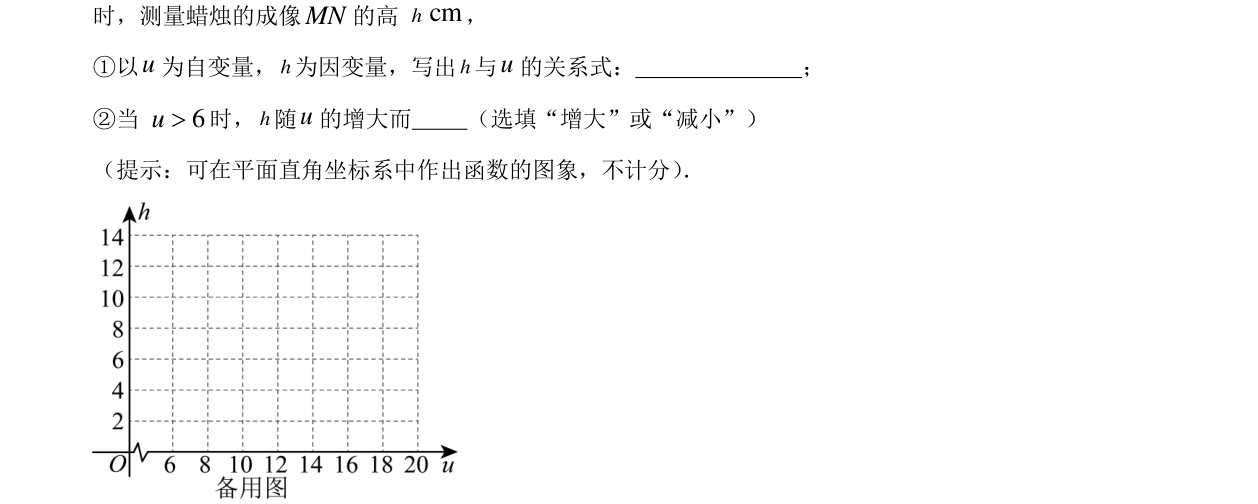 时，测量蜡烛的成像 MN 的高 h cm，
①以 u 为自变量，h 为因变量，写出 h 与 u 的关系式：______________；
②当 u > 6 时，h 随 u 的增大而_____（选填“增大”或“减小”）
（提示：可在平面直角坐标系中作出函数的图象，不计分）．
h
14
12
10
8
6
4
2
O 6 8 10 12 14 16 18 20 u
备用图